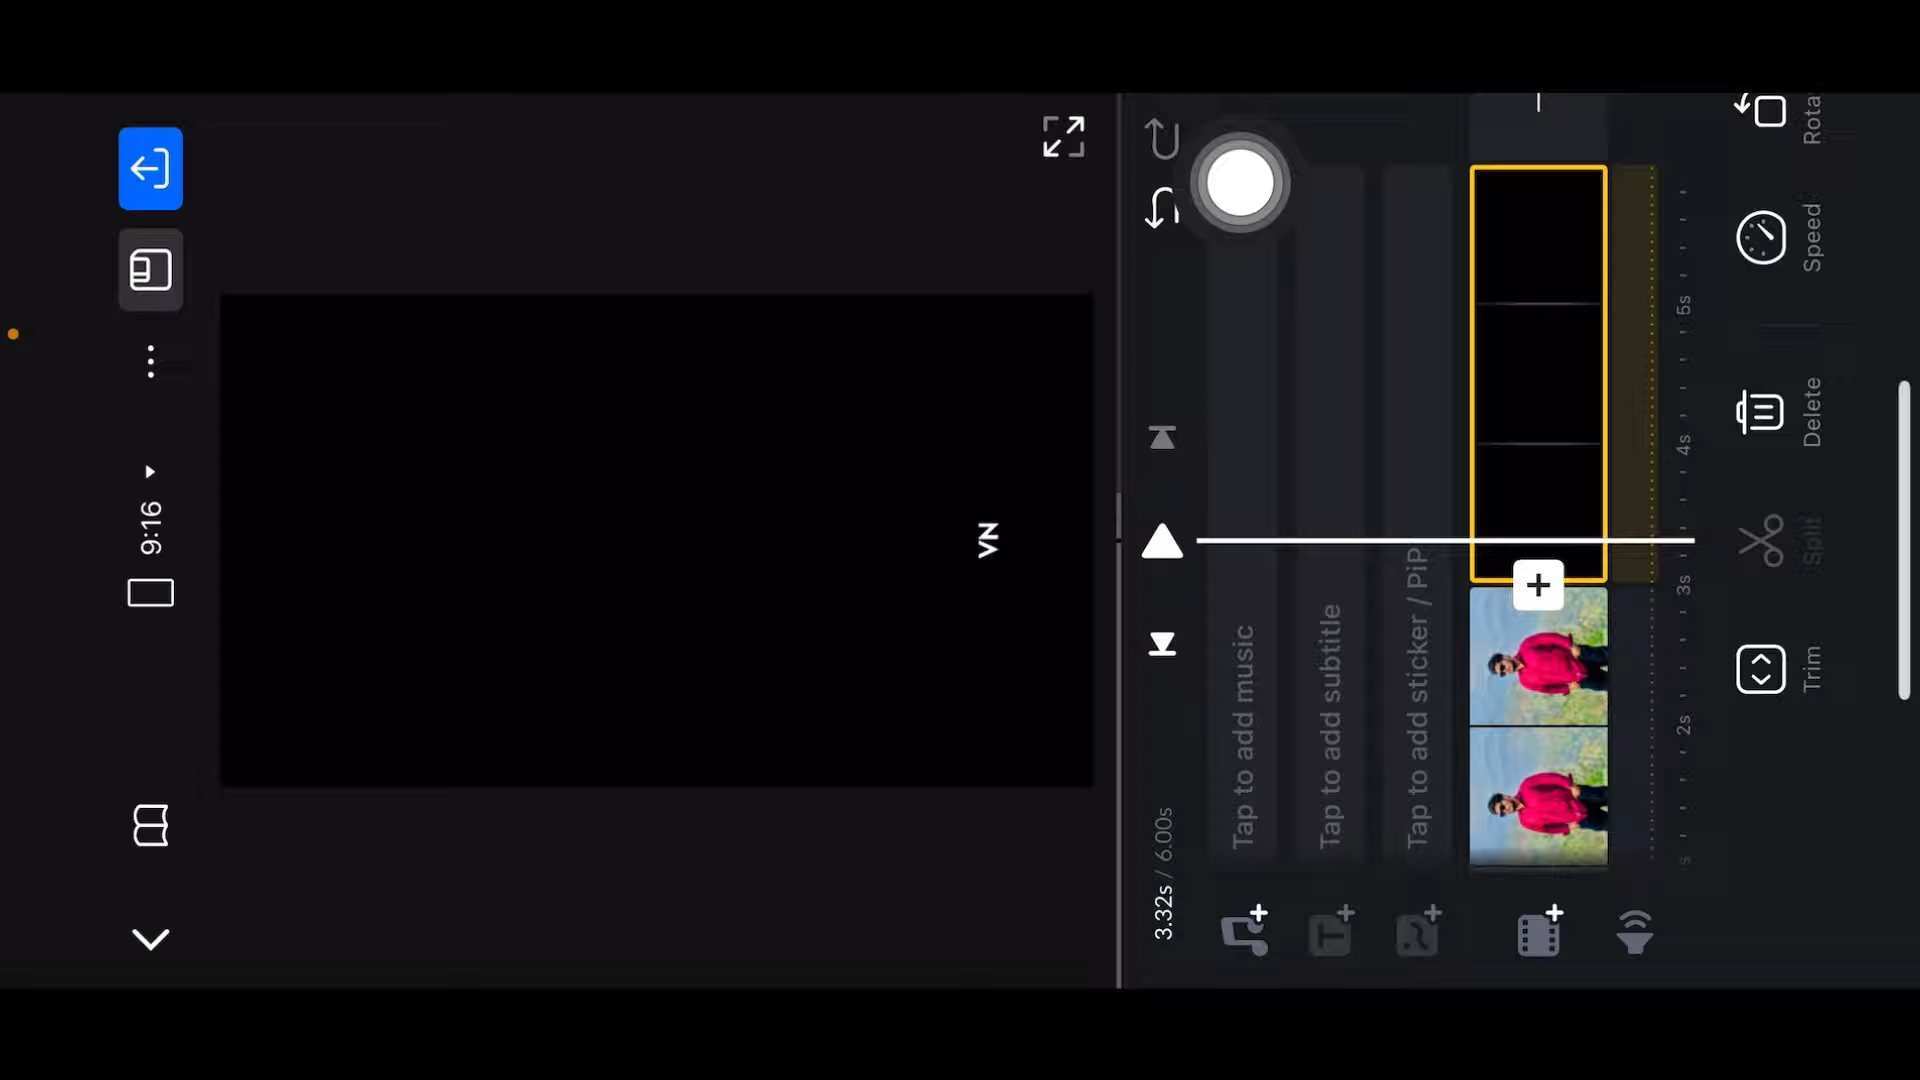 9:16
VN
3.32s / 6.00s
Tap to add music
Tap to add subtitle
Tap to add sticker / PiP
2s
3s
4s
5s
Trim
Split
Delete
Speed
Rota